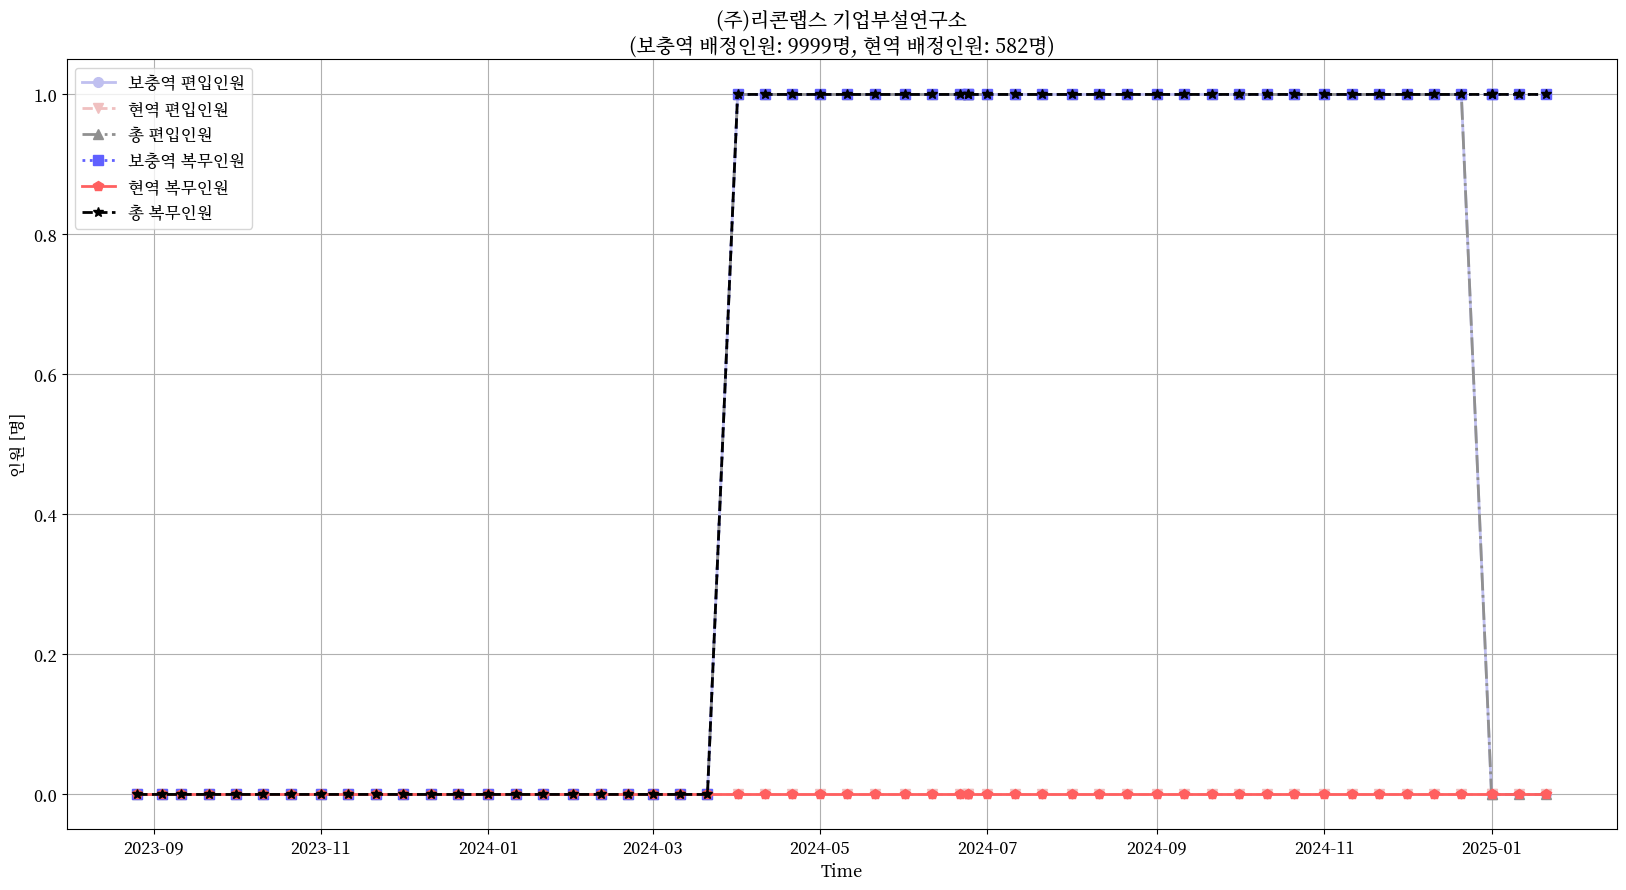 (주)리콘랩스 기업부설연구소
(보충역 배정인원: 9999명, 현역 배정인원: 582명)
보충역 편입인원
현역 편입인원
총 편입인원
보충역 복무인원
현역 복무인원
총 복무인원
인원 [명]
1.0
0.8
0.6
0.4
0.2
0.0
2023-09 2023-11 2024-01 2024-03 2024-05 2024-07 2024-09 2024-11 2025-01
Time